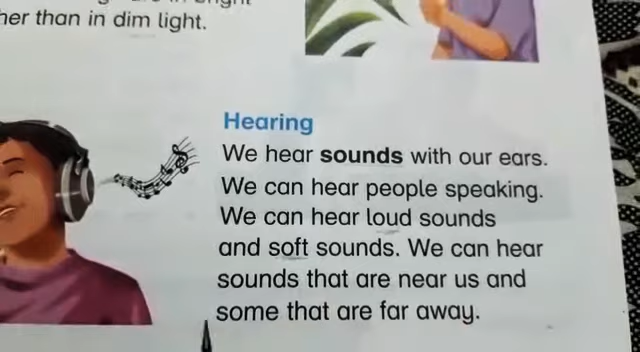 her than in dim light.
Hearing
We hear sounds with our ears.
We can hear people speaking.
We can hear loud sounds
and soft sounds. We can hear
sounds that are near us and
some that are far away.